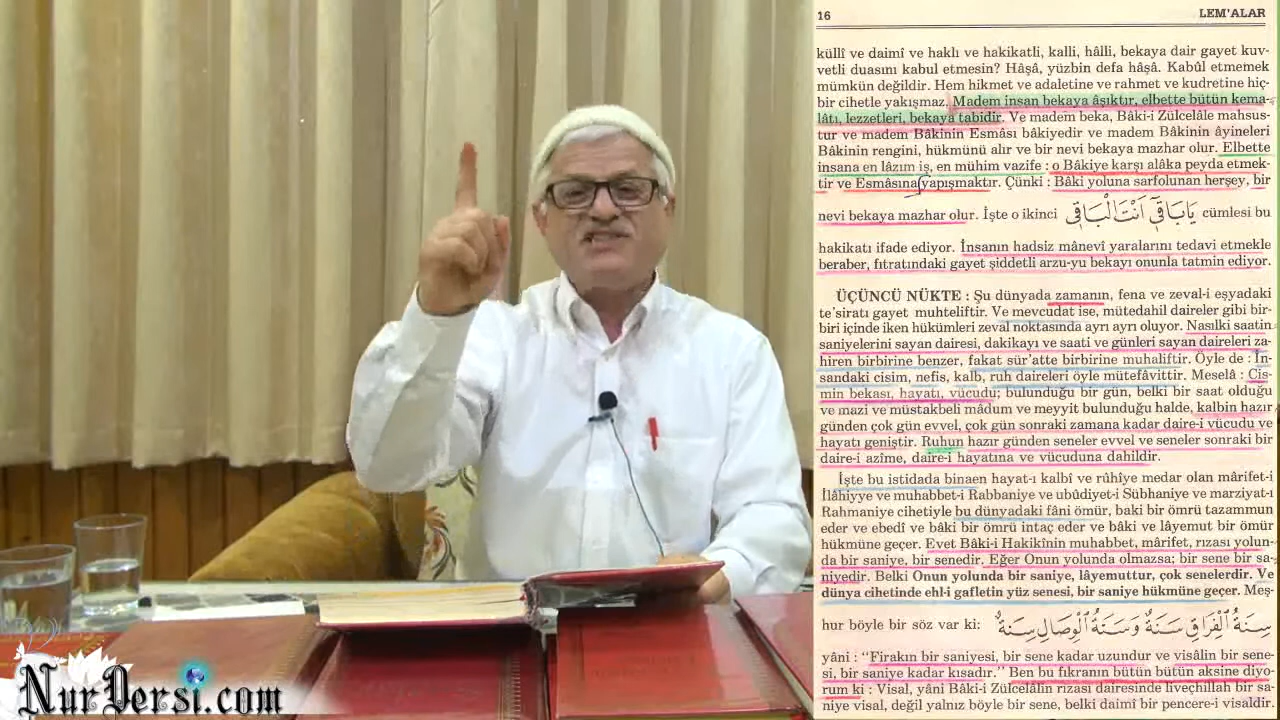 16 LEM'ALAR
küllî ve daimî ve haklı ve hakikatli, kalli, hâlli, bekaya dair gayet kuv-
vetli duasını kabul etmesin? Hâşâ, yüzbin defa hâşâ. Kabûl etmemek
mümkün değildir. Hem hikmet ve adaletine ve rahmet ve kudretine hiç-
bir cihetle yakışmaz. Madem insan bekaya âşıktır, elbette bütün kema-
lâtı, lezzetleri, bekaya tabidir. Ve madem beka, Bâki-i Zülcelâle mahsus-
tur ve madem Bâkinin Esmâsı bâkiyedir ve madem Bâkinin âyineleri
Bâkinin rengini, hükmünü alır ve bir nevi bekaya mazhar olur. Elbette
insana en lâzım iş, en mühim vazife : o Bâkiye karşı alâka peyda etmek-
tir ve Esmâsına yapışmaktır. Çünki : Bâki yoluna sarfolunan herşey, bir
nevi bekaya mazhar olur. İşte o ikinci يَابَاقٖٓى اَنْتَ الْبَاقٖى cümlesi bu
hakikatı ifade ediyor. İnsanın hadsiz mânevî yaralarını tedavi etmekle
beraber, fıtratındaki gayet şiddetli arzu-yu bekayı onunla tatmin ediyor.
ÜÇÜNCÜ NÜKTE : Şu dünyada zamanın, fena ve zeval-i eşyadaki
te'siratı gayet muhteliftir. Ve mevcudat ise, mütedahil daireler gibi bir-
biri içinde iken hükümleri zeval noktasında ayrı ayrı oluyor. Nasılki saatin
saniyelerini sayan dairesi, dakikayı ve saati ve günleri sayan daireleri za-
hiren birbirine benzer, fakat sür'atte birbirine muhaliftir. Öyle de : İn-
sandaki cisim, nefis, kalb, ruh daireleri öyle mütefâvittir. Meselâ : Cis-
min bekası, hayatı, vücudu; bulunduğu bir gün, belki bir saat olduğu
ve mazi ve müstakbeli mâdum ve meyyit bulunduğu halde, kalbin hazır
günden çok gün evvel, çok gün sonraki zamana kadar daire-i vücudu ve
hayatı geniştir. Ruhun hazır günden seneler evvel ve seneler sonraki bir
daire-i azîme, daire-i hayatına ve vücuduna dahildir.
İşte bu istidada binaen hayat-ı kalbî ve rûhîye medar olan mârifet-i
İlâhiyye ve muhabbet-i Rabbaniye ve ubûdiyet-i Sübhaniye ve marziyat-ı
Rahmaniye cihetiyle bu dünyadaki fâni ömür, baki bir ömrü tazammun
eder ve ebedî ve bâki bir ömrü intaç eder ve bâki ve lâyemut bir ömür
hükmüne geçer. Evet Bâki-i Hakikînin muhabbet, mârifet, rızası yolun-
da bir saniye, bir senedir. Eğer Onun yolunda olmazsa; bir sene bir sa-
niyedir. Belki Onun yolunda bir saniye, lâyemuttur, çok senelerdir. Ve
dünya cihetinde ehl-i gafletin yüz senesi, bir saniye hükmüne geçer. Meş-
hur böyle bir söz var ki: سِنَةُ الْفِرَاقِ سَنَةٌ وَسَنَةُ الْوِصَالِ سِنَةٌ
yâni : "Firakın bir saniyesi, bir sene kadar uzundur ve visâlin bir sene-
si, bir saniye kadar kısadır." Ben bu fıkranın bütün bütün aksine diyo-
rum ki : Visal, yâni Bâki-i Zülcelâlin rızası dairesinde livechillah bir sa-
niye visal, değil yalnız böyle bir sene, belki daimî bir pencere-i visaldir.
NurDersi.com